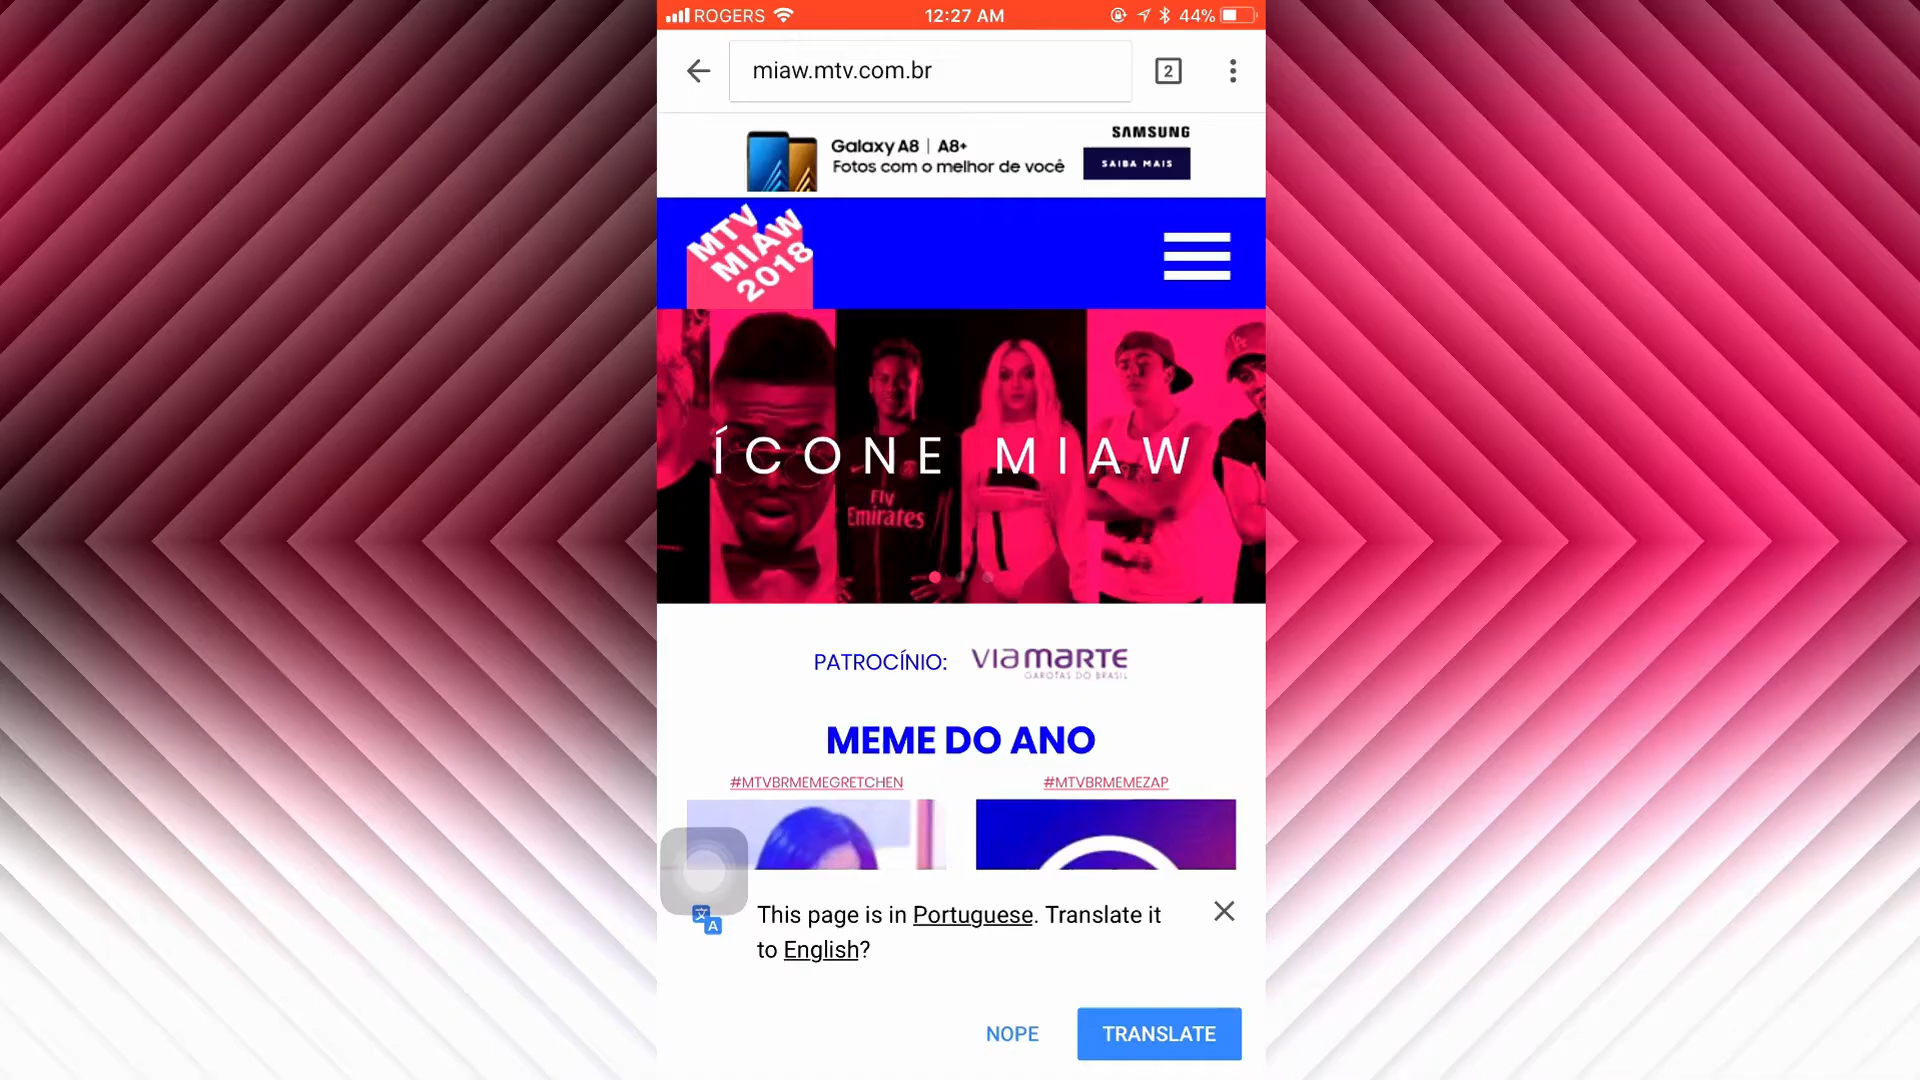 ROGERS 12:27 AM 44%
miaw.mtv.com.br 2
SAMSUNG
Galaxy A8 | A8+
Fotos com o melhor de você
SAIBA MAIS
MTV
MIAW
2018
ÍCONE MIAW
Fly
Emirates
PATROCÍNIO: VIAMARTE
GAROTAS DO BRASIL
MEME DO ANO
#MTVBRMEMEGRETCHEN #MTVBRMEMEZAP
This page is in Portuguese. Translate it
to English?
NOPE TRANSLATE